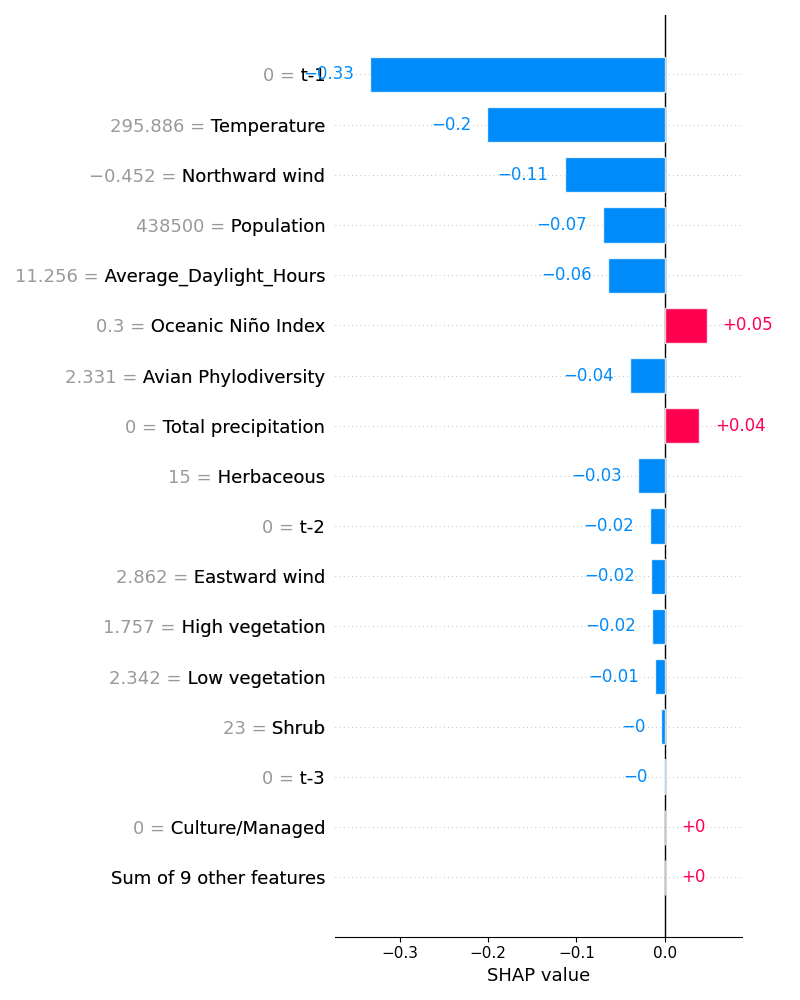 0 = t-1 −0.33
295.886 = Temperature −0.2
−0.452 = Northward wind −0.11
438500 = Population −0.07
11.256 = Average_Daylight_Hours −0.06
0.3 = Oceanic Niño Index +0.05
2.331 = Avian Phylodiversity −0.04
0 = Total precipitation +0.04
15 = Herbaceous −0.03
0 = t-2 −0.02
2.862 = Eastward wind −0.02
1.757 = High vegetation −0.02
2.342 = Low vegetation −0.01
23 = Shrub −0
0 = t-3 −0
0 = Culture/Managed +0
Sum of 9 other features +0
−0.3 −0.2 −0.1 0.0
SHAP value